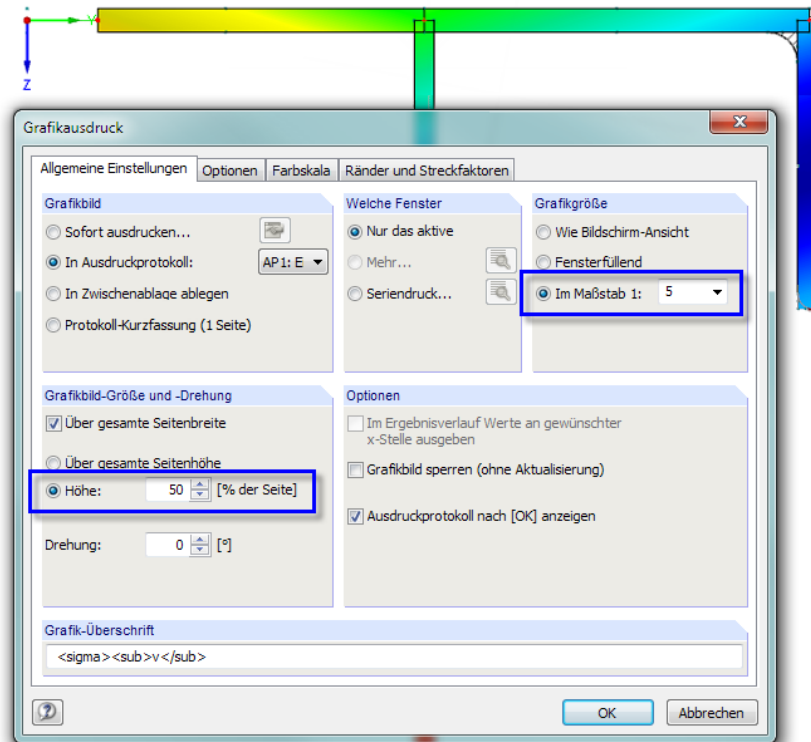 Y
Z
Grafikausdruck
Allgemeine Einstellungen Optionen Farbskala Ränder und Streckfaktoren
Grafikbild
Sofort ausdrucken...
In Ausdruckprotokoll: AP1: E
In Zwischenablage ablegen
Protokoll-Kurzfassung (1 Seite)
Welche Fenster
Nur das aktive
Mehr...
Seriendruck...
Grafikgröße
Wie Bildschirm-Ansicht
Fensterfüllend
Im Maßstab 1: 5
Grafikbild-Größe und -Drehung
Über gesamte Seitenbreite
Über gesamte Seitenhöhe
Höhe: 50 [% der Seite]
Drehung: 0 [°]
Optionen
Im Ergebnisverlauf Werte an gewünschter
x-Stelle ausgeben
Grafikbild sperren (ohne Aktualisierung)
Ausdruckprotokoll nach [OK] anzeigen
Grafik-Überschrift
<sigma><sub>v</sub>
OK Abbrechen